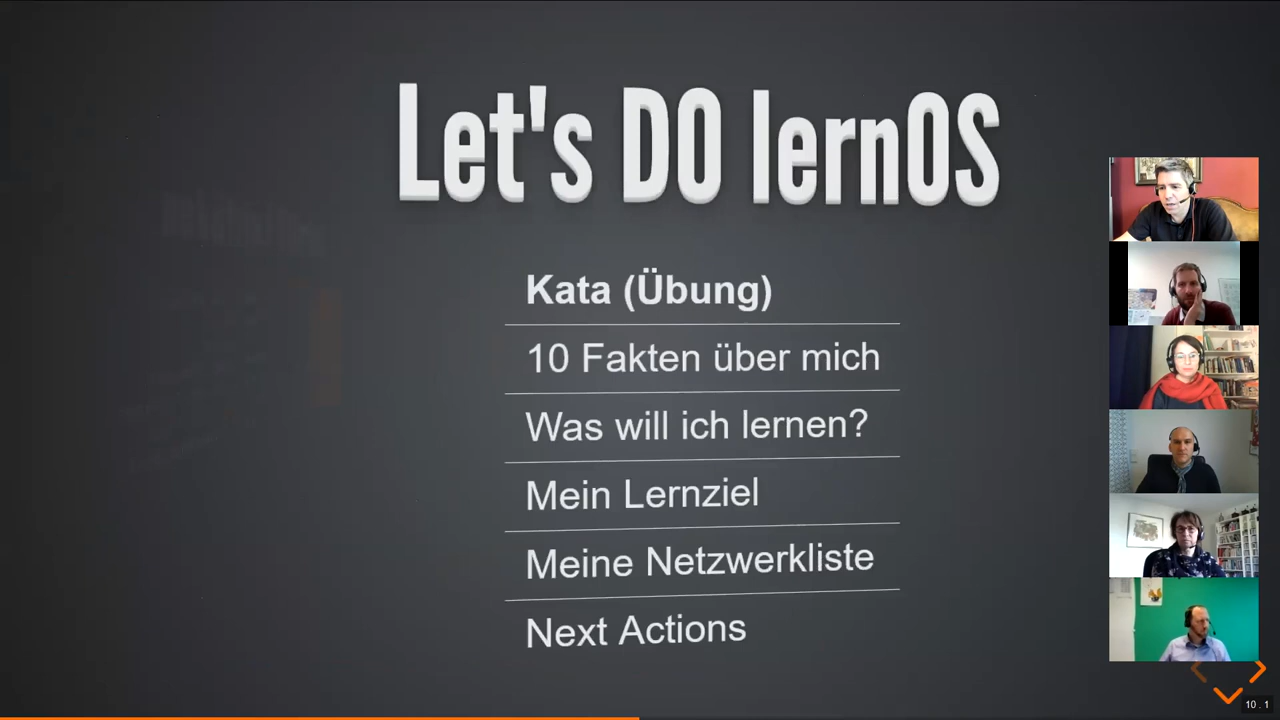 Let's DO lernOS
Kata (Übung)
10 Fakten über mich
Was will ich lernen?
Mein Lernziel
Meine Netzwerkliste
Next Actions
10 . 1